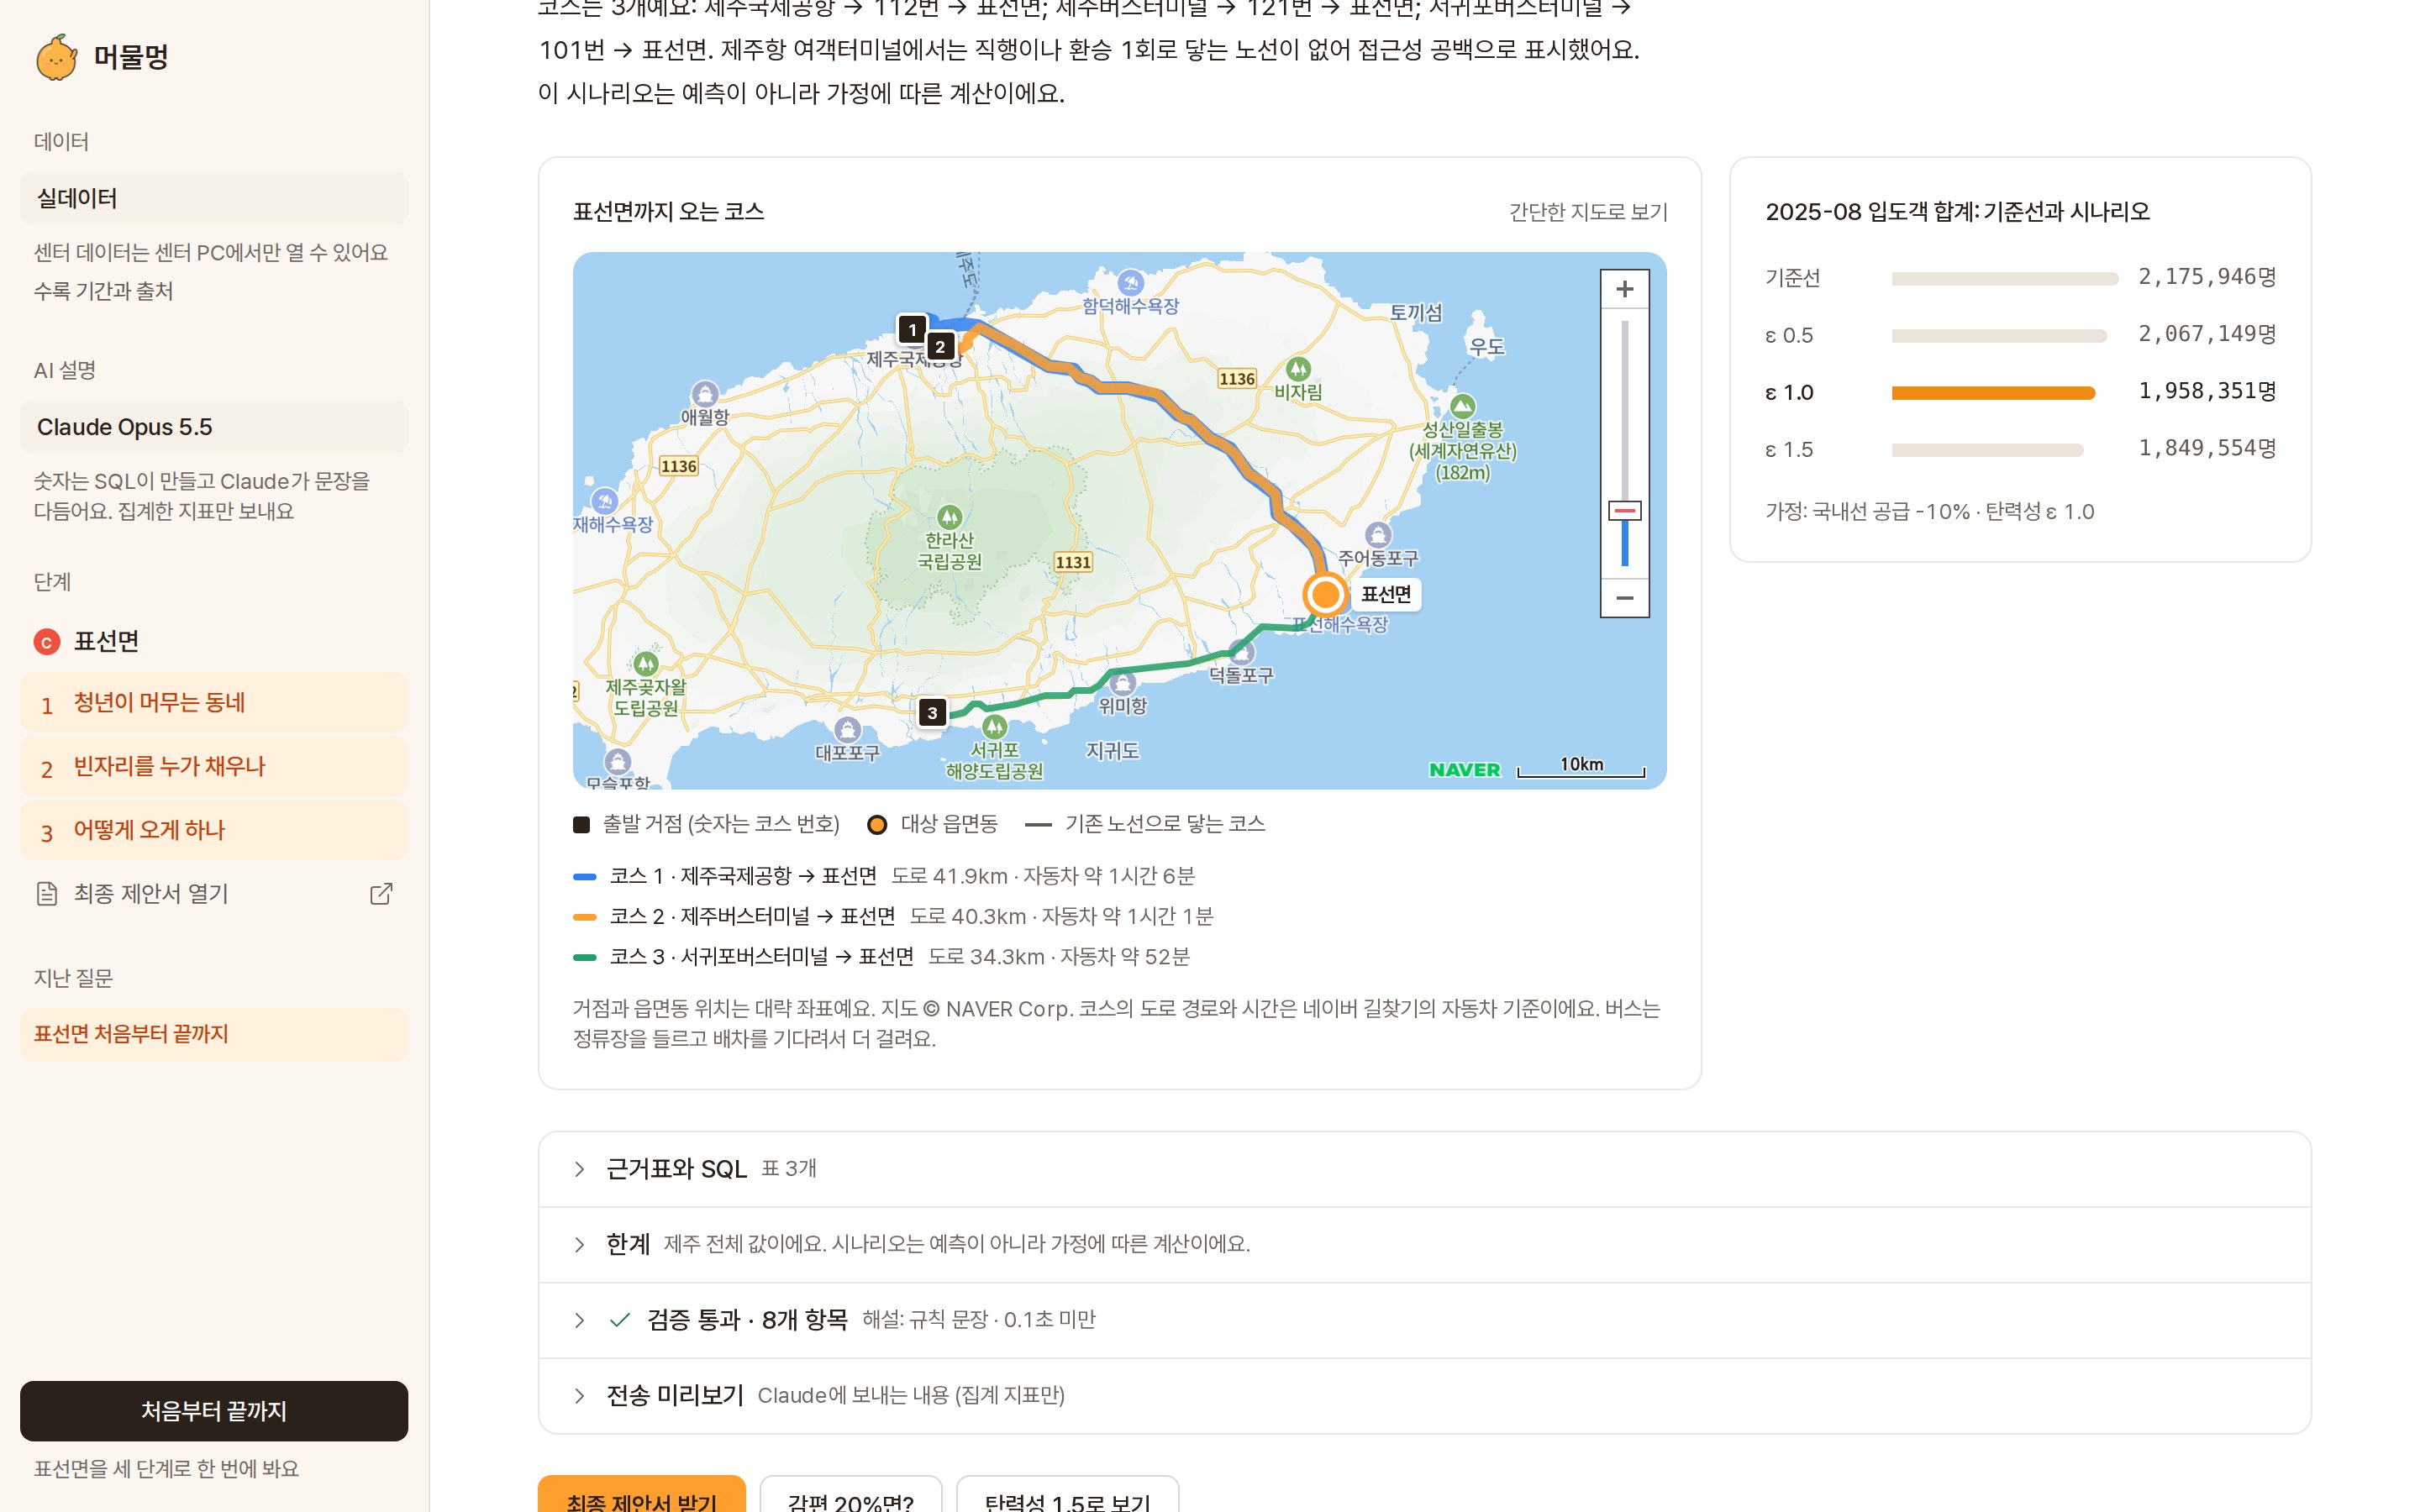 머물멍
데이터
실데이터
센터 데이터는 센터 PC에서만 열 수 있어요
수록 기간과 출처
AI 설명
Claude Opus 5.5
숫자는 SQL이 만들고 Claude가 문장을
다듬어요. 집계한 지표만 보내요
단계
C 표선면
1 청년이 머무는 동네
2 빈자리를 누가 채우나
3 어떻게 오게 하나
최종 제안서 열기
지난 질문
표선면 처음부터 끝까지
처음부터 끝까지
표선면을 세 단계로 한 번에 봐요
코스는 3개예요: 제주국제공항 → 112번 → 표선면; 제주버스터미널 → 121번 → 표선면; 서귀포버스터미널 →
101번 → 표선면. 제주항 여객터미널에서는 직행이나 환승 1회로 닿는 노선이 없어 접근성 공백으로 표시했어요.
이 시나리오는 예측이 아니라 가정에 따른 계산이에요.
표선면까지 오는 코스
간단한 지도로 보기
제주도
함덕해수욕장
토끼섬
우도
1
2
제주국제공항
1136
비자림
애월항
성산일출봉
(세계자연유산)
(182m)
1136
재해수욕장
한라산
국립공원
1131
주어동포구
표선면
표선해수욕장
덕돌포구
제주곶자왈
도립공원
2
위미항
3
대포포구
서귀포
해양도립공원
지귀도
모슬포항
NAVER
10km
+
−
출발 거점 (숫자는 코스 번호)
대상 읍면동
기존 노선으로 닿는 코스
코스 1 · 제주국제공항 → 표선면 도로 41.9km · 자동차 약 1시간 6분
코스 2 · 제주버스터미널 → 표선면 도로 40.3km · 자동차 약 1시간 1분
코스 3 · 서귀포버스터미널 → 표선면 도로 34.3km · 자동차 약 52분
거점과 읍면동 위치는 대략 좌표예요. 지도 © NAVER Corp. 코스의 도로 경로와 시간은 네이버 길찾기의 자동차 기준이에요. 버스는
정류장을 들르고 배차를 기다려서 더 걸려요.
2025-08 입도객 합계: 기준선과 시나리오
기준선 2,175,946명
ε 0.5 2,067,149명
ε 1.0 1,958,351명
ε 1.5 1,849,554명
가정: 국내선 공급 -10% · 탄력성 ε 1.0
근거표와 SQL 표 3개
한계 제주 전체 값이에요. 시나리오는 예측이 아니라 가정에 따른 계산이에요.
검증 통과 · 8개 항목 해설: 규칙 문장 · 0.1초 미만
전송 미리보기 Claude에 보내는 내용 (집계 지표만)
최종 제안서 받기
감편 20%면?
탄력성 1.5로 보기